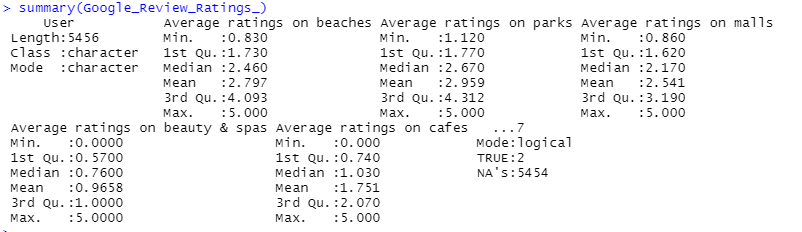 > summary(Google_Review_Ratings_)
User Average ratings on beaches Average ratings on parks Average ratings on malls
Length:5456 Min. :0.830 Min. :1.120 Min. :0.860
Class :character 1st Qu.:1.730 1st Qu.:1.770 1st Qu.:1.620
Mode :character Median :2.460 Median :2.670 Median :2.170
Mean :2.797 Mean :2.959 Mean :2.541
3rd Qu.:4.093 3rd Qu.:4.312 3rd Qu.:3.190
Max. :5.000 Max. :5.000 Max. :5.000
Average ratings on beauty & spas Average ratings on cafes ...7
Min. :0.0000 Min. :0.000 Mode:logical
1st Qu.:0.5700 1st Qu.:0.740 TRUE:2
Median :0.7600 Median :1.030 NA's:5454
Mean :0.9658 Mean :1.751
3rd Qu.:1.0000 3rd Qu.:2.070
Max. :5.0000 Max. :5.000